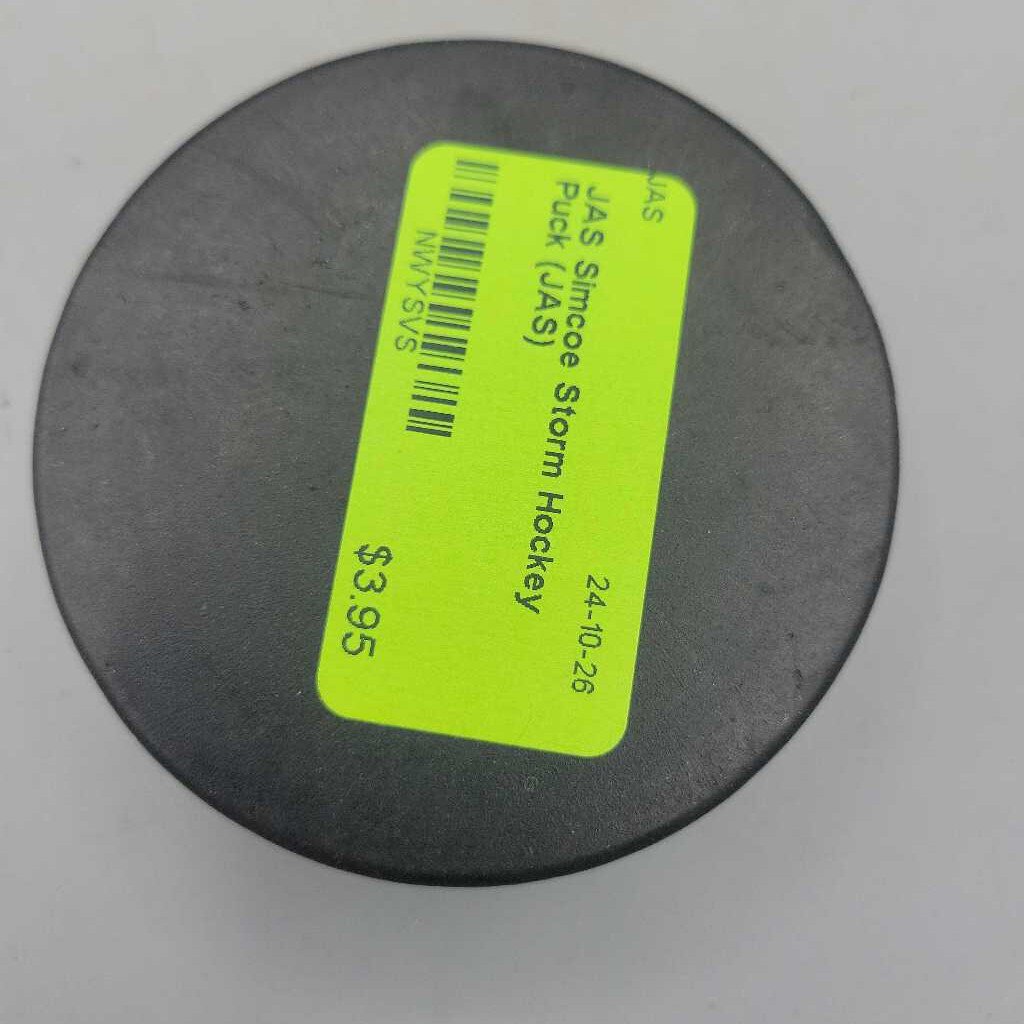 JAS
24-10-26
JAS Simcoe Storm Hockey
Puck (JAS)
NWYSVS
$3.95